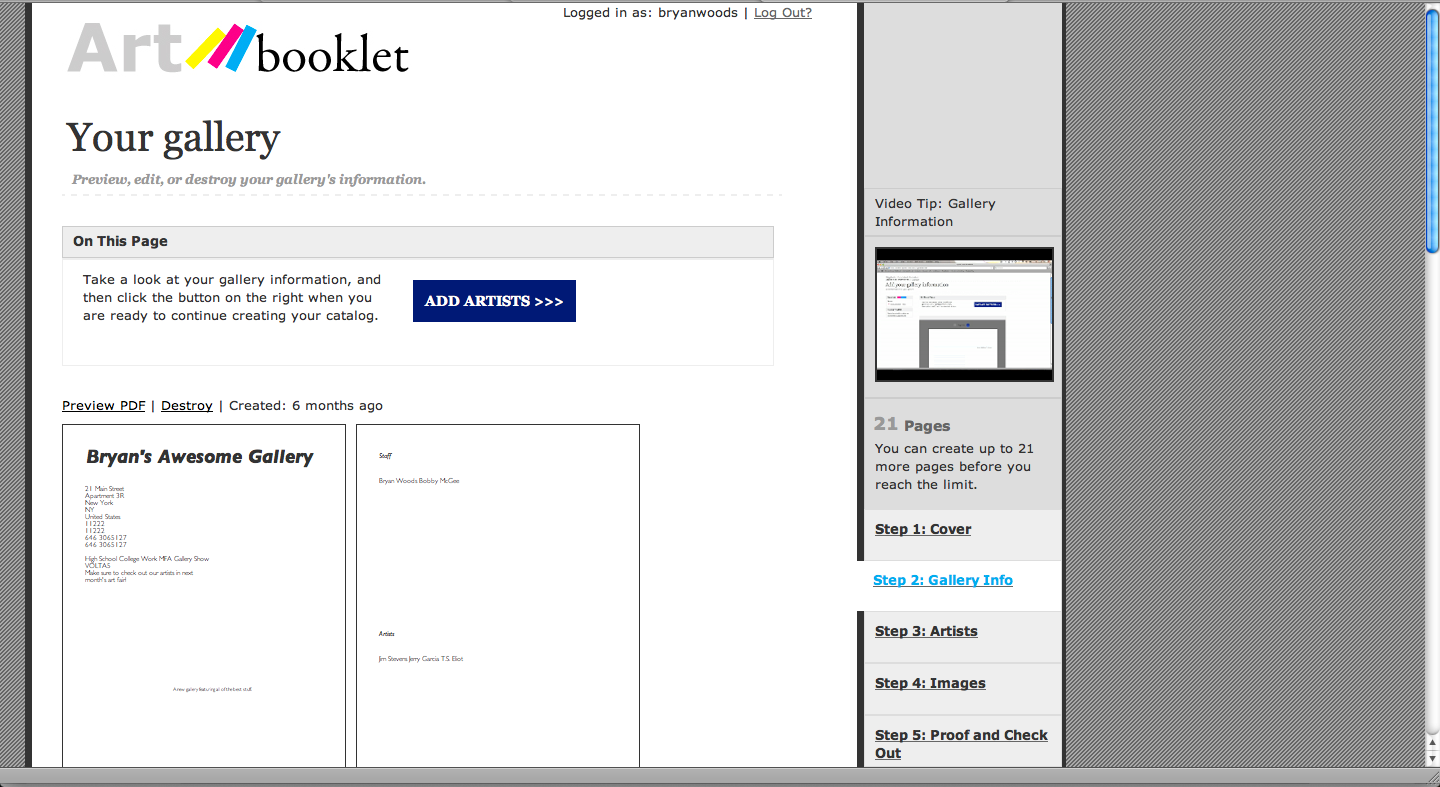 Logged in as: bryanwoods | Log Out?
Art booklet
Your gallery
Preview, edit, or destroy your gallery's information.
On This Page
Take a look at your gallery information, and
then click the button on the right when you
are ready to continue creating your catalog.
ADD ARTISTS >>>
Preview PDF | Destroy | Created: 6 months ago
Bryan's Awesome Gallery
21 Main Street
Apartment 3R
New York
NY
United States
11222
11222
646 3065127
646 3065127
High School College Work MFA Gallery Show
VOLTA5
Make sure to check out our artists in next
month's art fair!
A new gallery featuring all of the best stuff.
Staff
Bryan Woods Bobby McGee
Artists
Jim Stevens Jerry Garcia T.S. Eliot
Video Tip: Gallery
Information
Add your gallery information
21 Pages
You can create up to 21
more pages before you
reach the limit.
Step 1: Cover
Step 2: Gallery Info
Step 3: Artists
Step 4: Images
Step 5: Proof and Check
Out